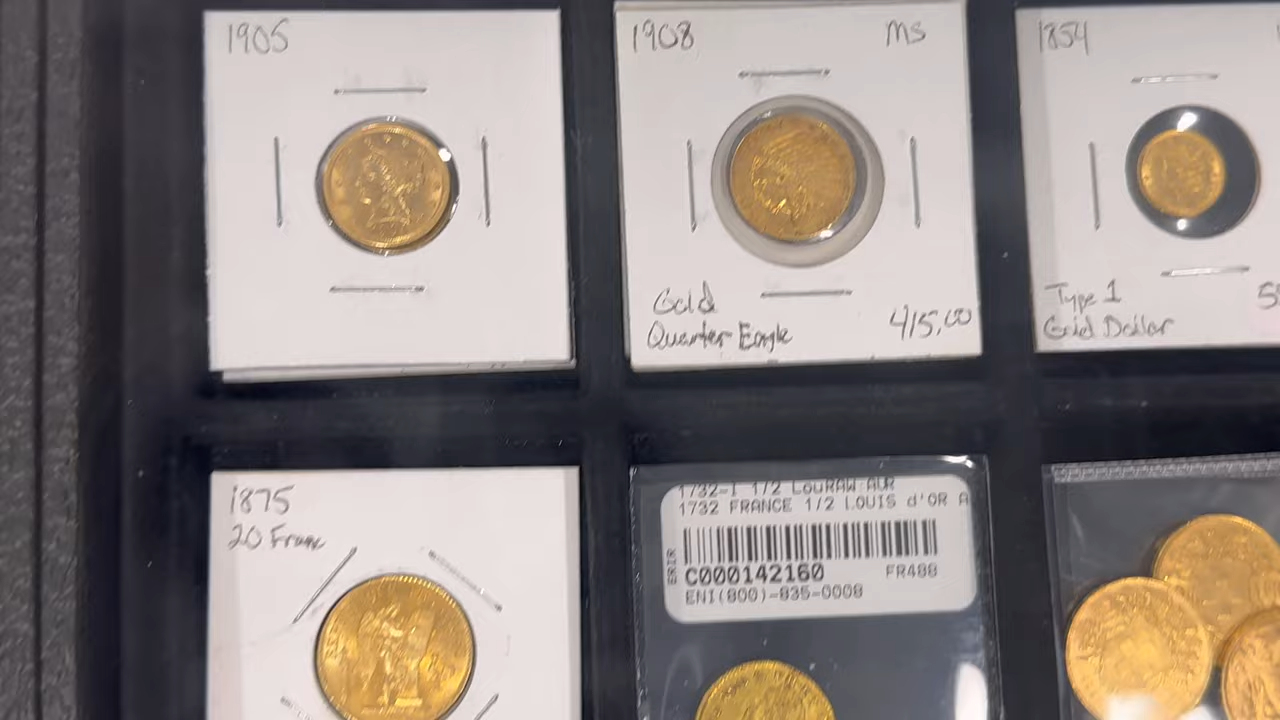 1905
1908 MS
Gold
Quarter Eagle 415.00
1854
Type 1
Gold Dollar
1875
20 Franc
1732-I 1/2 LouRAW AUR
1732 FRANCE 1/2 LOUIS d'OR A
C000142160 FR488
ENI(800)-835-0008